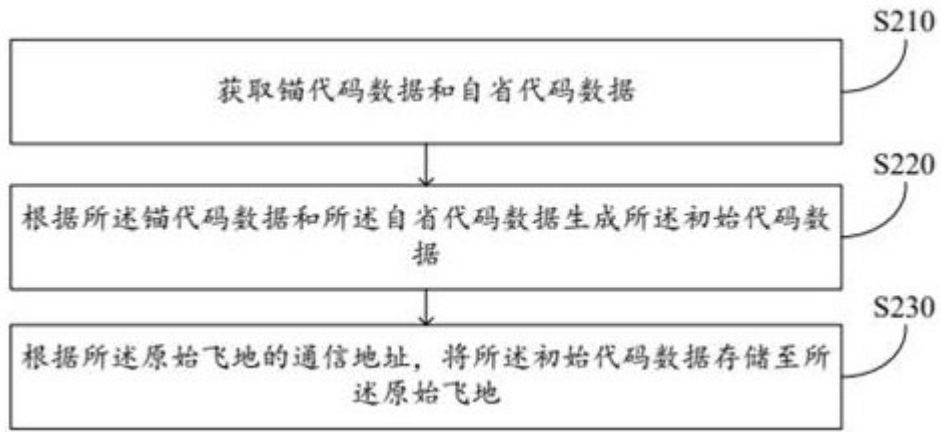 S210
获取锚代码数据和自省代码数据
S220
根据所述锚代码数据和所述自省代码数据生成所述初始代码数
据
S230
根据所述原始飞地的通信地址，将所述初始代码数据存储至所
述原始飞地